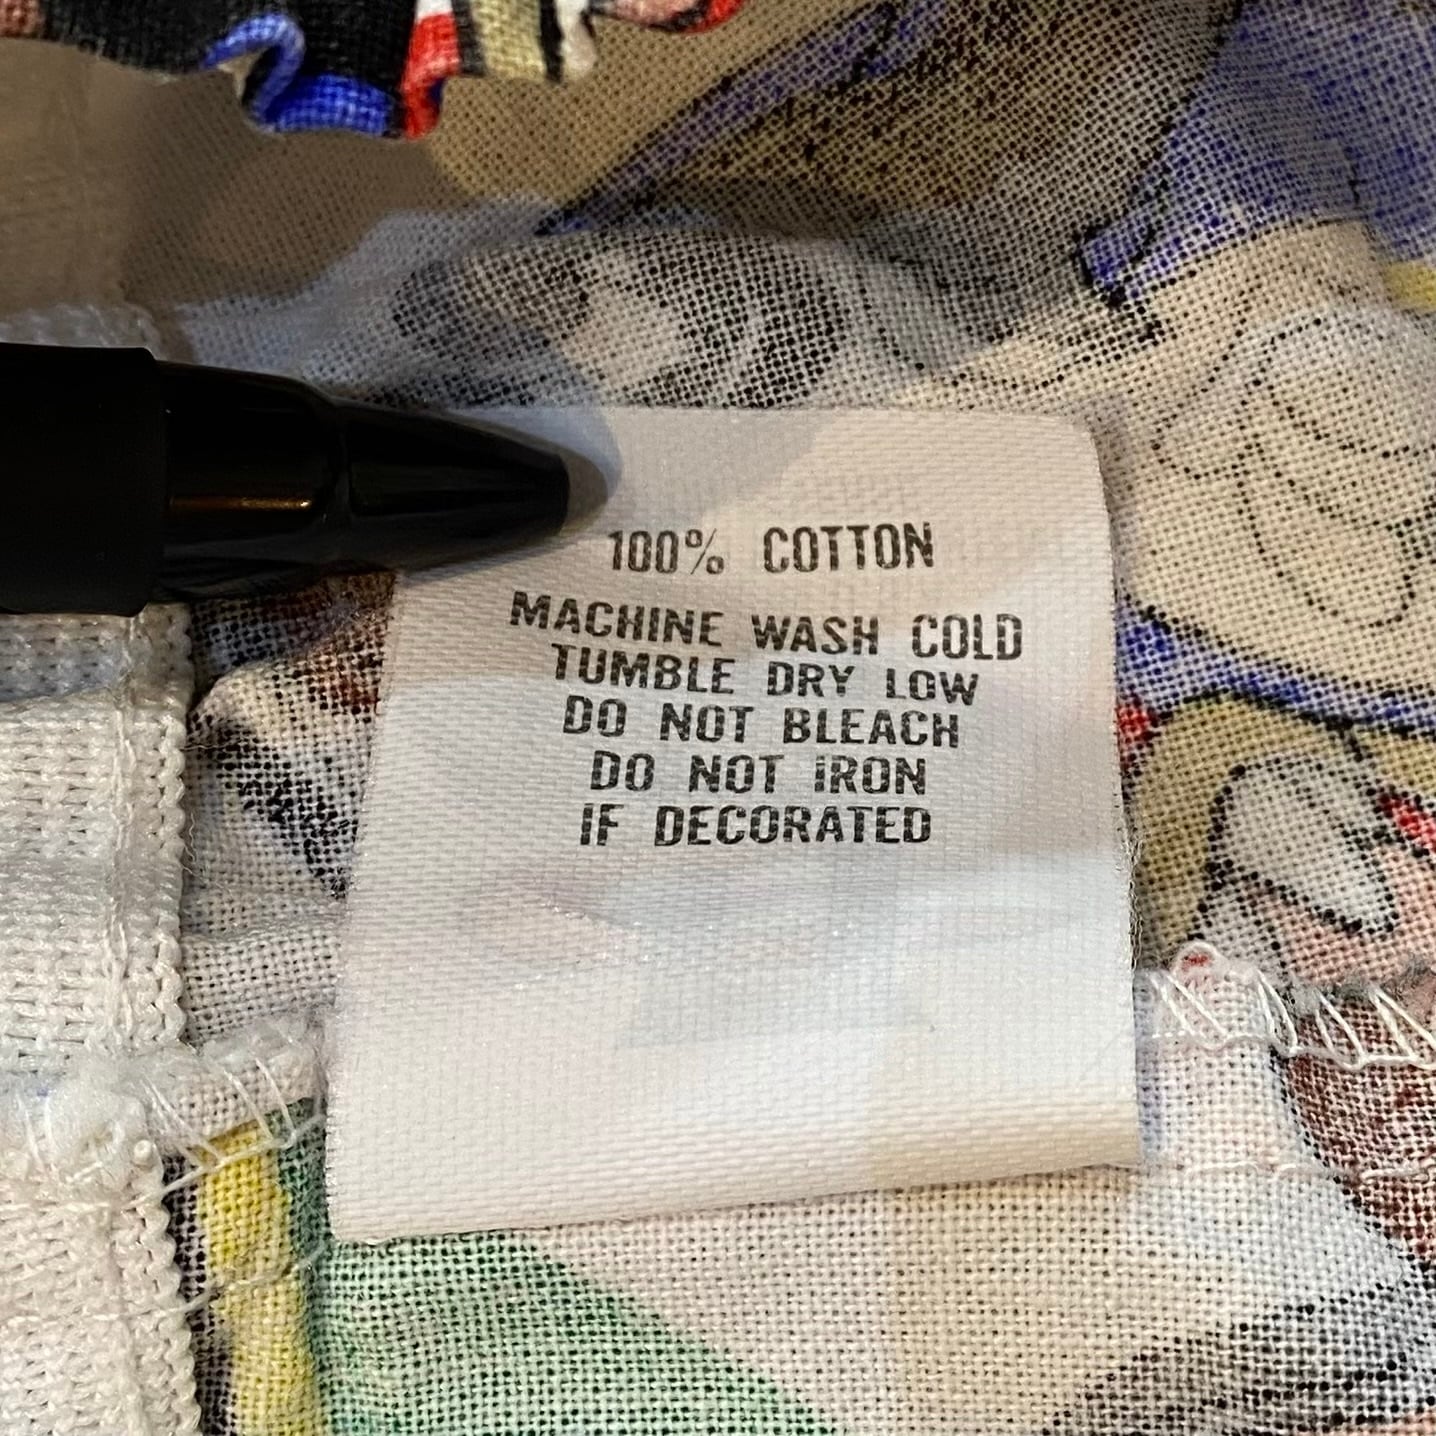 100% COTTON
MACHINE WASH COLD
TUMBLE DRY LOW
DO NOT BLEACH
DO NOT IRON
IF DECORATED